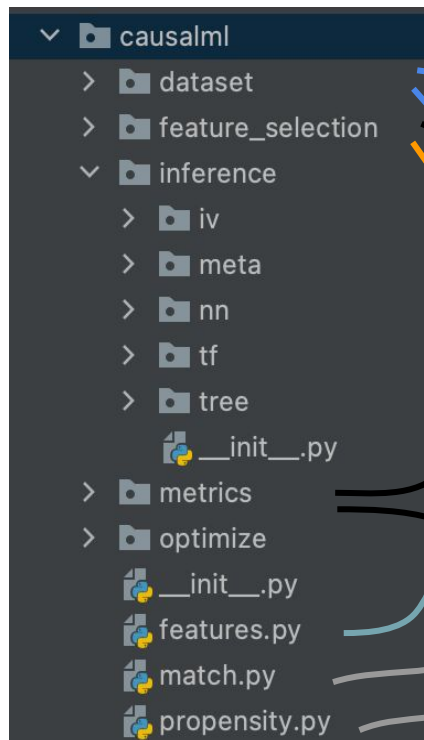 causalml
dataset
feature_selection
inference
iv
meta
nn
tf
tree
__init__.py
metrics
optimize
__init__.py
features.py
match.py
propensity.py